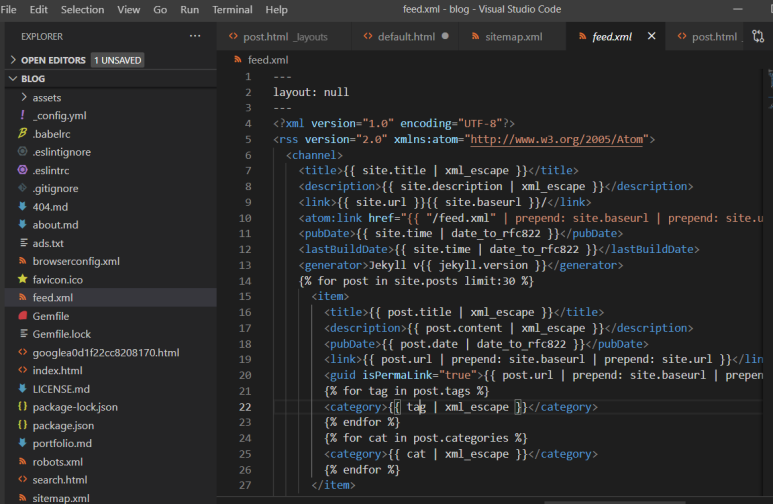 File Edit Selection View Go Run Terminal Help feed.xml - blog - Visual Studio Code
EXPLORER ···
post.html _layouts default.html sitemap.xml feed.xml post.html
OPEN EDITORS 1 UNSAVED
feed.xml
BLOG
assets
_config.yml
.babelrc
.eslintignore
.eslintrc
.gitignore
404.md
about.md
ads.txt
browserconfig.xml
favicon.ico
feed.xml
Gemfile
Gemfile.lock
googlea0d1f22cc8208170.html
index.html
LICENSE.md
package-lock.json
package.json
portfolio.md
robots.xml
search.html
sitemap.xml
1 ---
2 layout: null
3 ---
4 <?xml version="1.0" encoding="UTF-8"?>
5 <rss version="2.0" xmlns:atom="http://www.w3.org/2005/Atom">
6 <channel>
7 <title>{{ site.title | xml_escape }}</title>
8 <description>{{ site.description | xml_escape }}</description>
9 <link>{{ site.url }}{{ site.baseurl }}/</link>
10 <atom:link href="{{ "/feed.xml" | prepend: site.baseurl | prepend: site.u
11 <pubDate>{{ site.time | date_to_rfc822 }}</pubDate>
12 <lastBuildDate>{{ site.time | date_to_rfc822 }}</lastBuildDate>
13 <generator>Jekyll v{{ jekyll.version }}</generator>
14 {% for post in site.posts limit:30 %}
15 <item>
16 <title>{{ post.title | xml_escape }}</title>
17 <description>{{ post.content | xml_escape }}</description>
18 <pubDate>{{ post.date | date_to_rfc822 }}</pubDate>
19 <link>{{ post.url | prepend: site.baseurl | prepend: site.url }}</lin
20 <guid isPermaLink="true">{{ post.url | prepend: site.baseurl | prepen
21 {% for tag in post.tags %}
22 <category>{{ tag | xml_escape }}</category>
23 {% endfor %}
24 {% for cat in post.categories %}
25 <category>{{ cat | xml_escape }}</category>
26 {% endfor %}
27 </item>